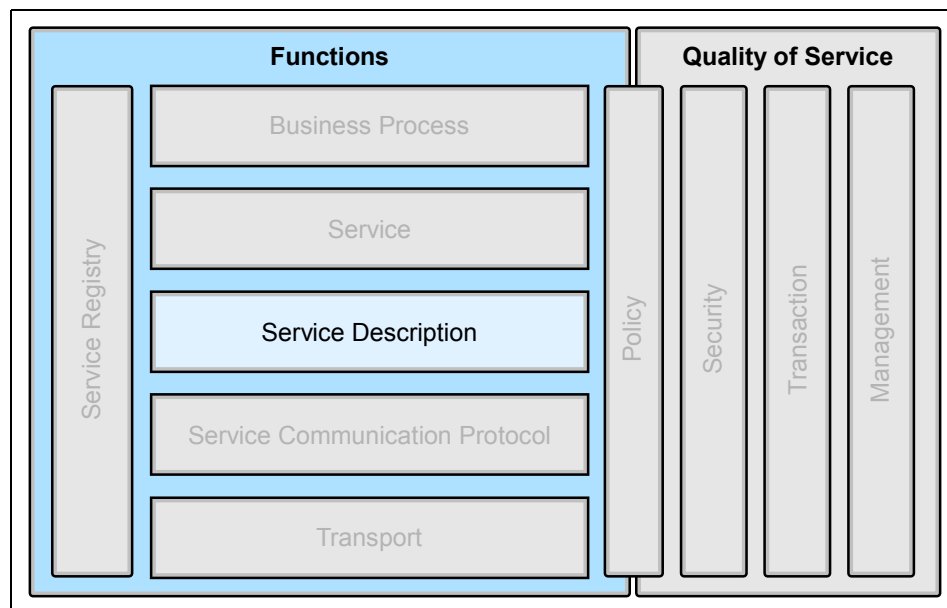 Functions
Quality of Service
Service Registry
Business Process
Service
Service Description
Service Communication Protocol
Transport
Policy
Security
Transaction
Management